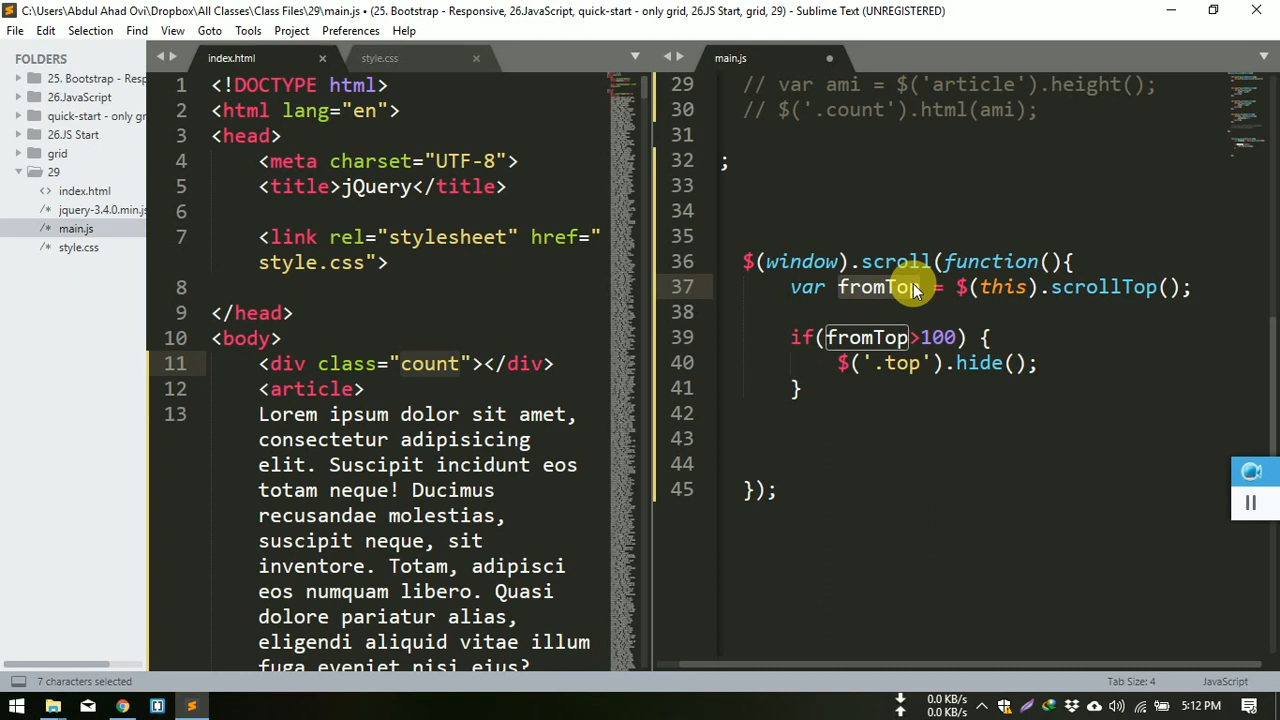 C:\Users\Abdul Ahad Ovi\Dropbox\All Classes\Class Files\29\main.js • (25. Bootstrap - Responsive, 26.JavaScript, quick-start - only grid, 26.JS Start, grid, 29) - Sublime Text (UNREGISTERED)
File Edit Selection Find View Goto Tools Project Preferences Help
FOLDERS
25. Bootstrap - Resp
26.JavaScript
quick-start - only gr
26.JS Start
grid
29
index.html
jquery-3.4.0.min.js
main.js
style.css
index.html
style.css
1 <!DOCTYPE html>
2 <html lang="en">
3 <head>
4 <meta charset="UTF-8">
5 <title>jQuery</title>
6
7 <link rel="stylesheet" href="
style.css">
8
9 </head>
10 <body>
11 <div class="count"></div>
12 <article>
13 Lorem ipsum dolor sit amet,
consectetur adipisicing
elit. Suscipit incidunt eos
totam neque! Ducimus
recusandae molestias,
suscipit neque, sit
inventore. Totam, adipisci
eos numquam libero. Quasi
dolore pariatur alias,
eligendi aliquid vitae illum
fuga eveniet nisi eius?
main.js
29 // var ami = $('article').height();
30 // $('.count').html(ami);
31
32 ;
33
34
35
36 $(window).scroll(function(){
37 var fromTop = $(this).scrollTop();
38
39 if(fromTop>100) {
40 $('.top').hide();
41 }
42
43
44
45 });
7 characters selected
Tab Size: 4
JavaScript
0.0 KB/s
0.0 KB/s
5:12 PM